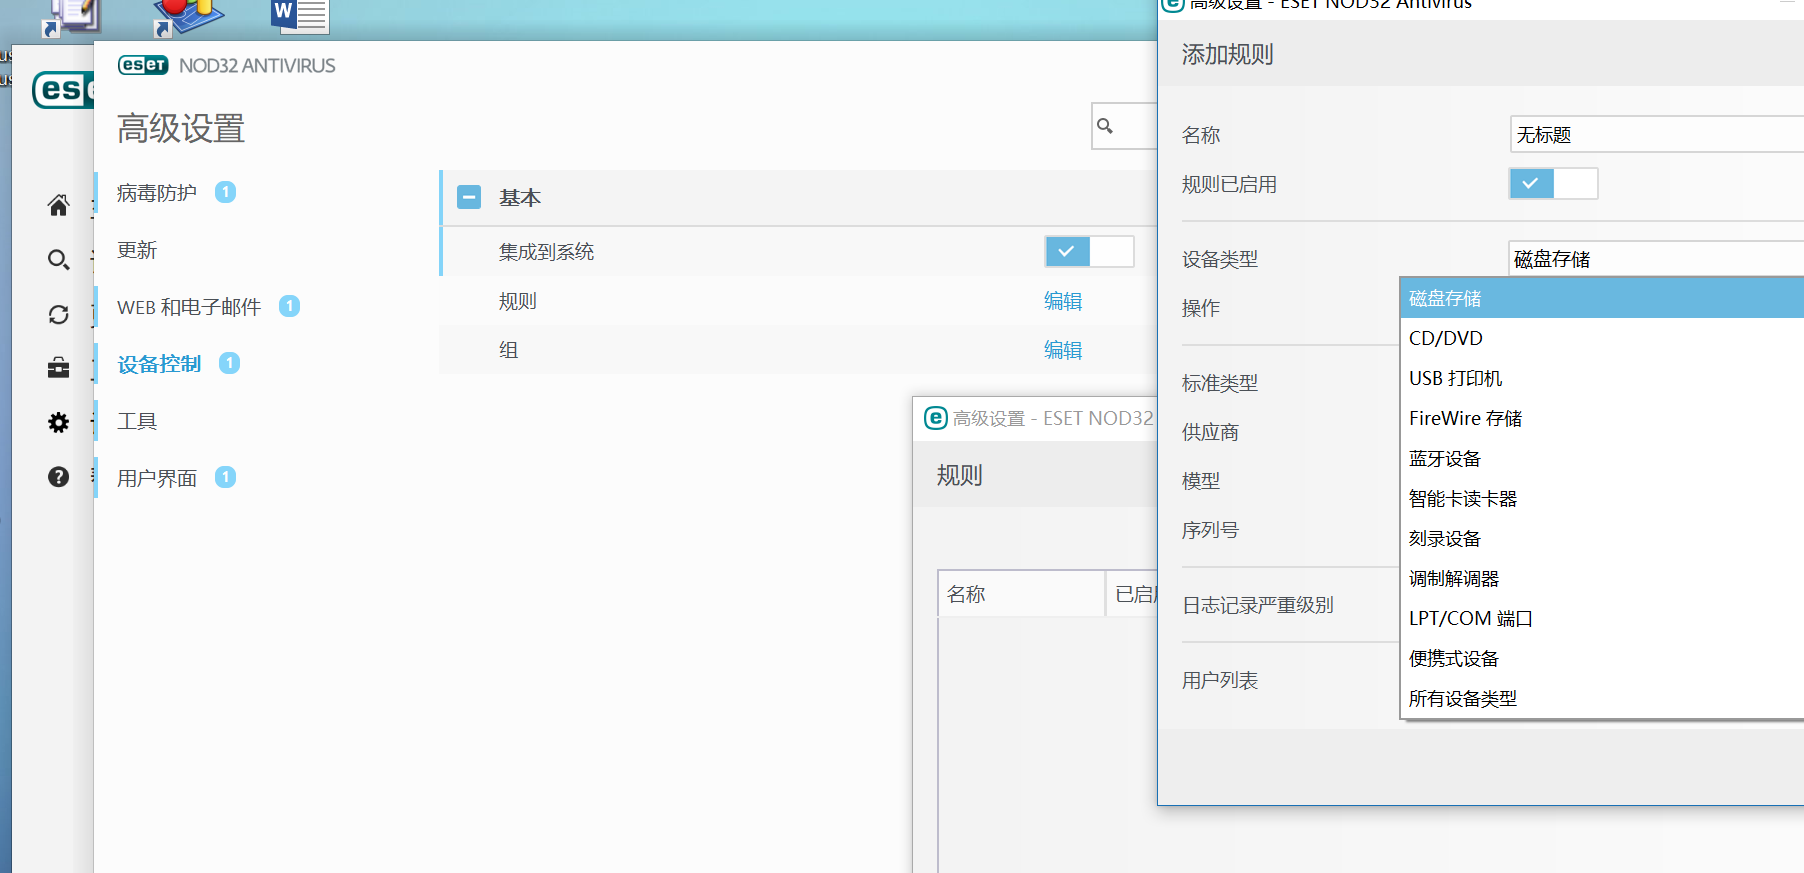 us
us
es
eset NOD32 ANTIVIRUS
高级设置
病毒防护 1
更新
WEB 和电子邮件 1
设备控制 1
工具
用户界面 1
基本
集成到系统
规则 编辑
组 编辑
高级设置 - ESET NOD32
规则
名称
高级设置 - ESET NOD32 Antivirus
添加规则
名称 无标题
规则已启用
设备类型 磁盘存储
操作
标准类型
供应商
模型
序列号
日志记录严重级别
用户列表
磁盘存储
CD/DVD
USB 打印机
FireWire 存储
蓝牙设备
智能卡读卡器
刻录设备
调制解调器
LPT/COM 端口
便携式设备
所有设备类型